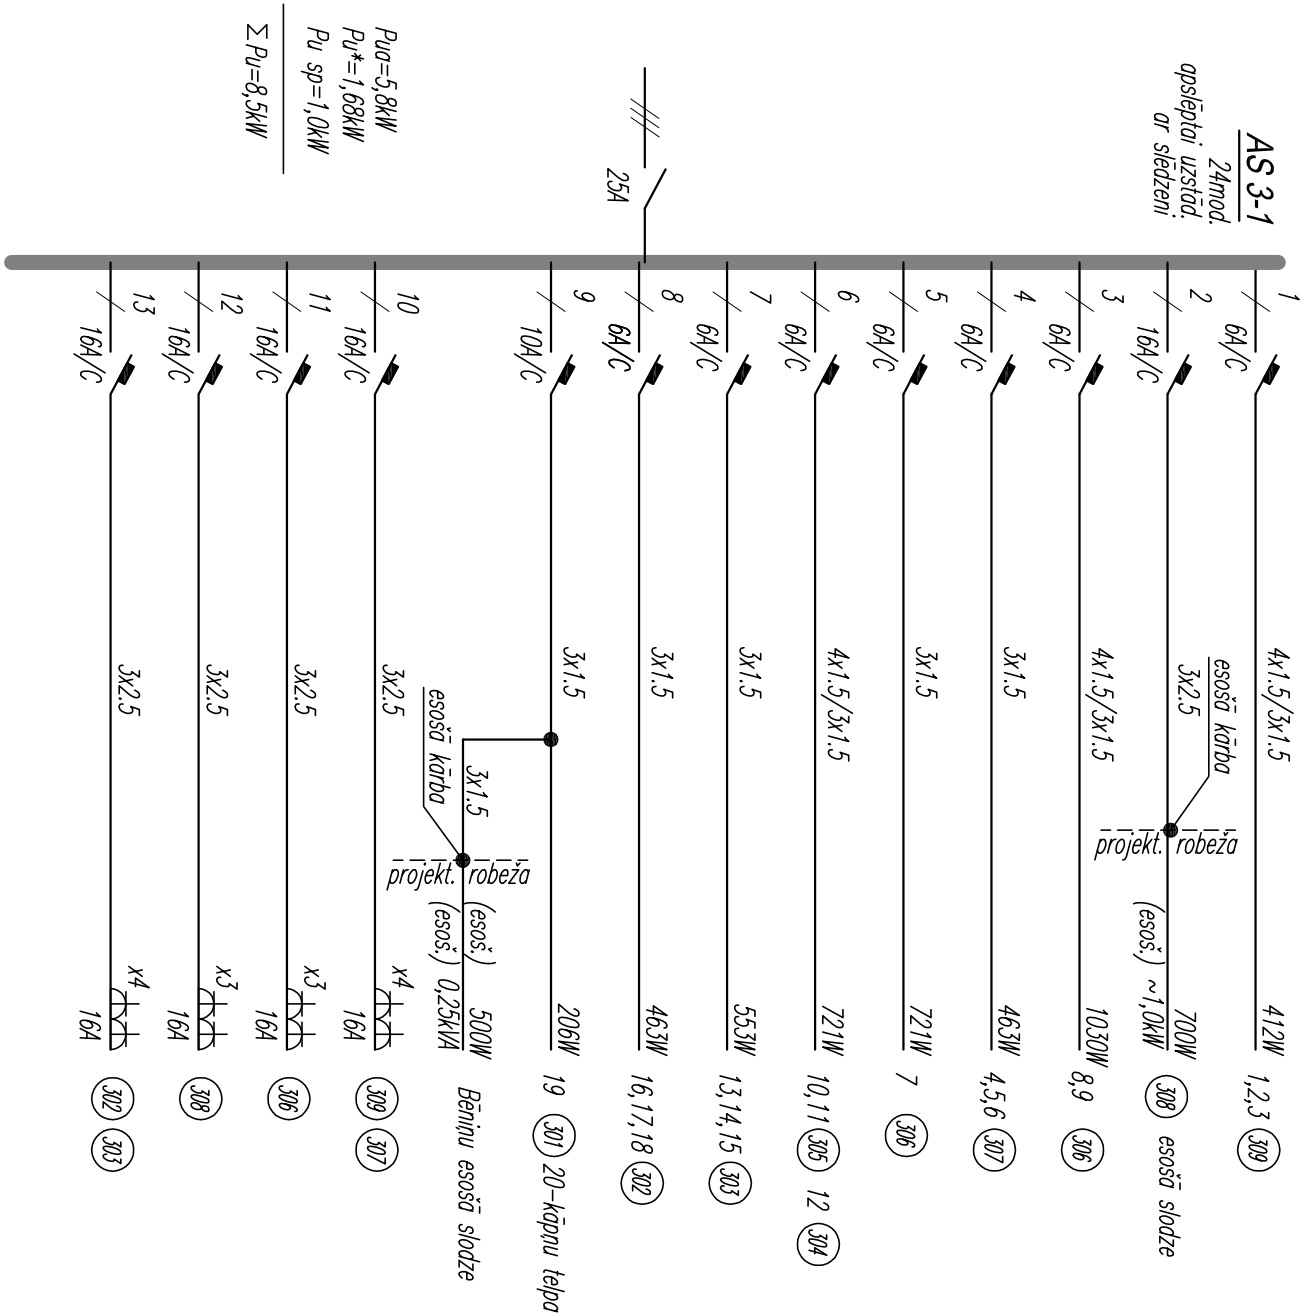 AS 3-1
24mod.
apslēptai uzstād.
ar slēdzeni
25A
Pua=5,8kW
Pu*=1,68kW
Pu sp=1,0kW
ΣPu=8,5kW
1
6A/C
4x1.5/3x1.5
412W
1,2,3
309
2
16A/C
esošā kārba
3x2.5
projekt. robeža
(esoš.)
~1,0kW
700W
308
esošā slodze
3
6A/C
4x1.5/3x1.5
1030W
8,9
306
4
6A/C
3x1.5
463W
4,5,6
307
5
6A/C
3x1.5
721W
7
306
6
6A/C
4x1.5/3x1.5
721W
10,11
305
12
304
7
6A/C
3x1.5
553W
13,14,15
303
8
6A/C
3x1.5
463W
16,17,18
302
9
10A/C
3x1.5
206W
19
301
20-kāpņu telpa
3x1.5
esošā kārba
projekt. robeža
(esoš.)
500W
(esoš.) 0,25kVA
Bēniņu esošā slodze
10
16A/C
3x2.5
x4
16A
309
307
11
16A/C
3x2.5
x3
16A
306
12
16A/C
3x2.5
x3
16A
308
13
16A/C
3x2.5
x4
16A
302
303